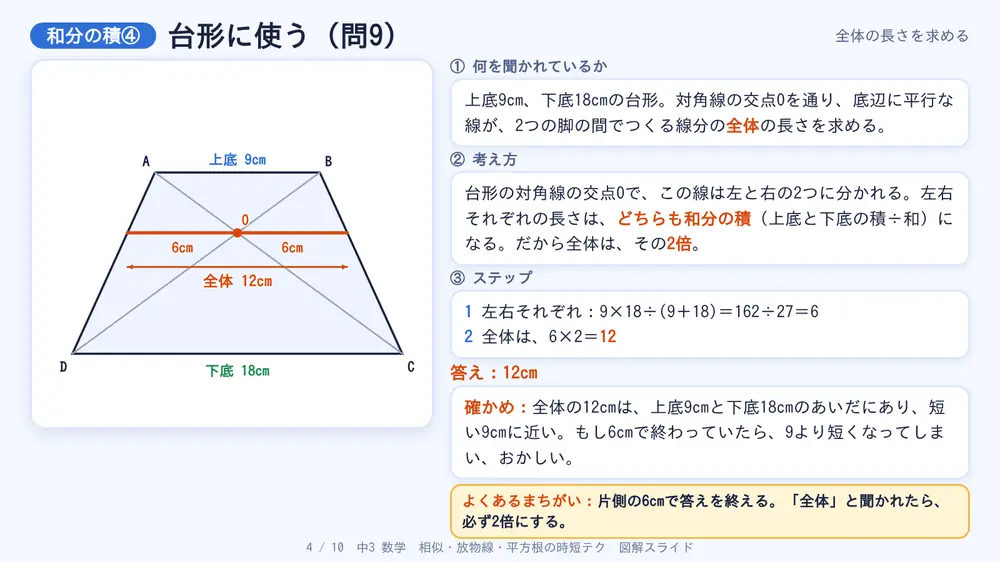 和分の積④ 台形に使う（問9）
全体の長さを求める
A
上底 9cm
B
O
6cm
6cm
全体 12cm
D
下底 18cm
C
① 何を聞かれているか
上底9cm、下底18cmの台形。対角線の交点Oを通り、底辺に平行な
線が、2つの脚の間でつくる線分の全体の長さを求める。
② 考え方
台形の対角線の交点Oで、この線は左と右の2つに分かれる。左右
それぞれの長さは、どちらも和分の積（上底と下底の積÷和）に
なる。だから全体は、その2倍。
③ ステップ
1 左右それぞれ：9×18÷(9＋18)＝162÷27＝6
2 全体は、6×2＝12
答え：12cm
確かめ：全体の12cmは、上底9cmと下底18cmのあいだにあり、短
い9cmに近い。もし6cmで終わっていたら、9より短くなってしま
い、おかしい。
よくあるまちがい：片側の6cmで答えを終える。「全体」と聞かれたら、
必ず2倍にする。
4 / 10 中3 数学 相似・放物線・平方根の時短テク 図解スライド